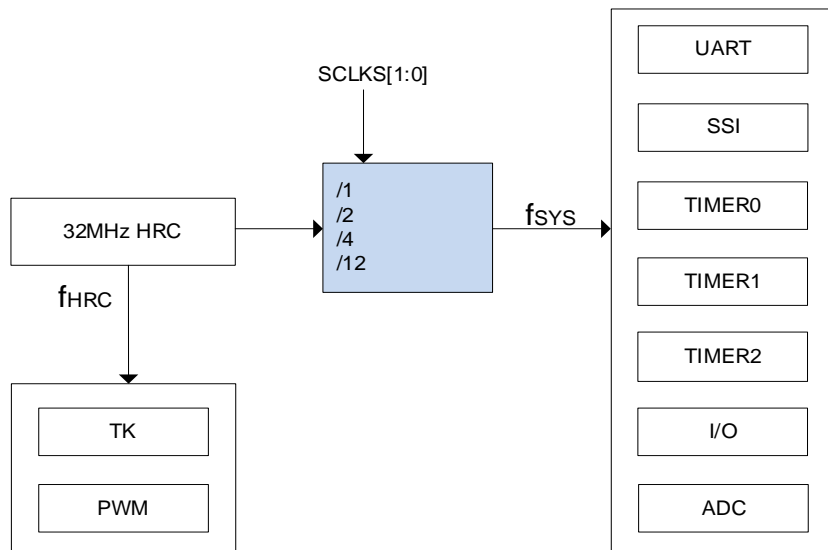 SCLKS[1:0]
32MHz HRC
/1
/2
/4
/12
fSYS
fHRC
TK
PWM
UART
SSI
TIMER0
TIMER1
TIMER2
I/O
ADC